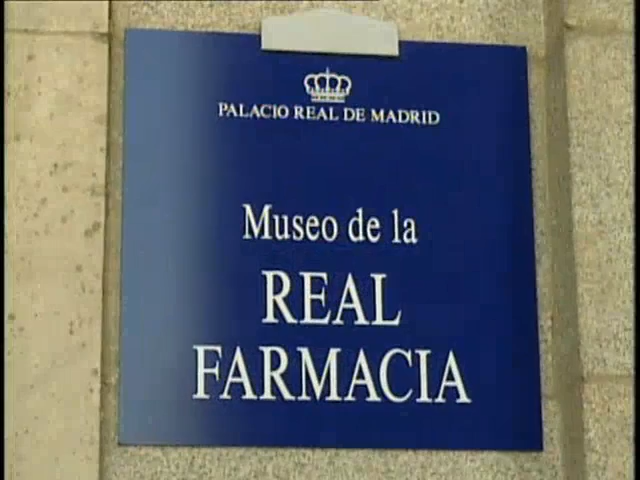 PALACIO REAL DE MADRID
Museo de la
REAL
FARMACIA